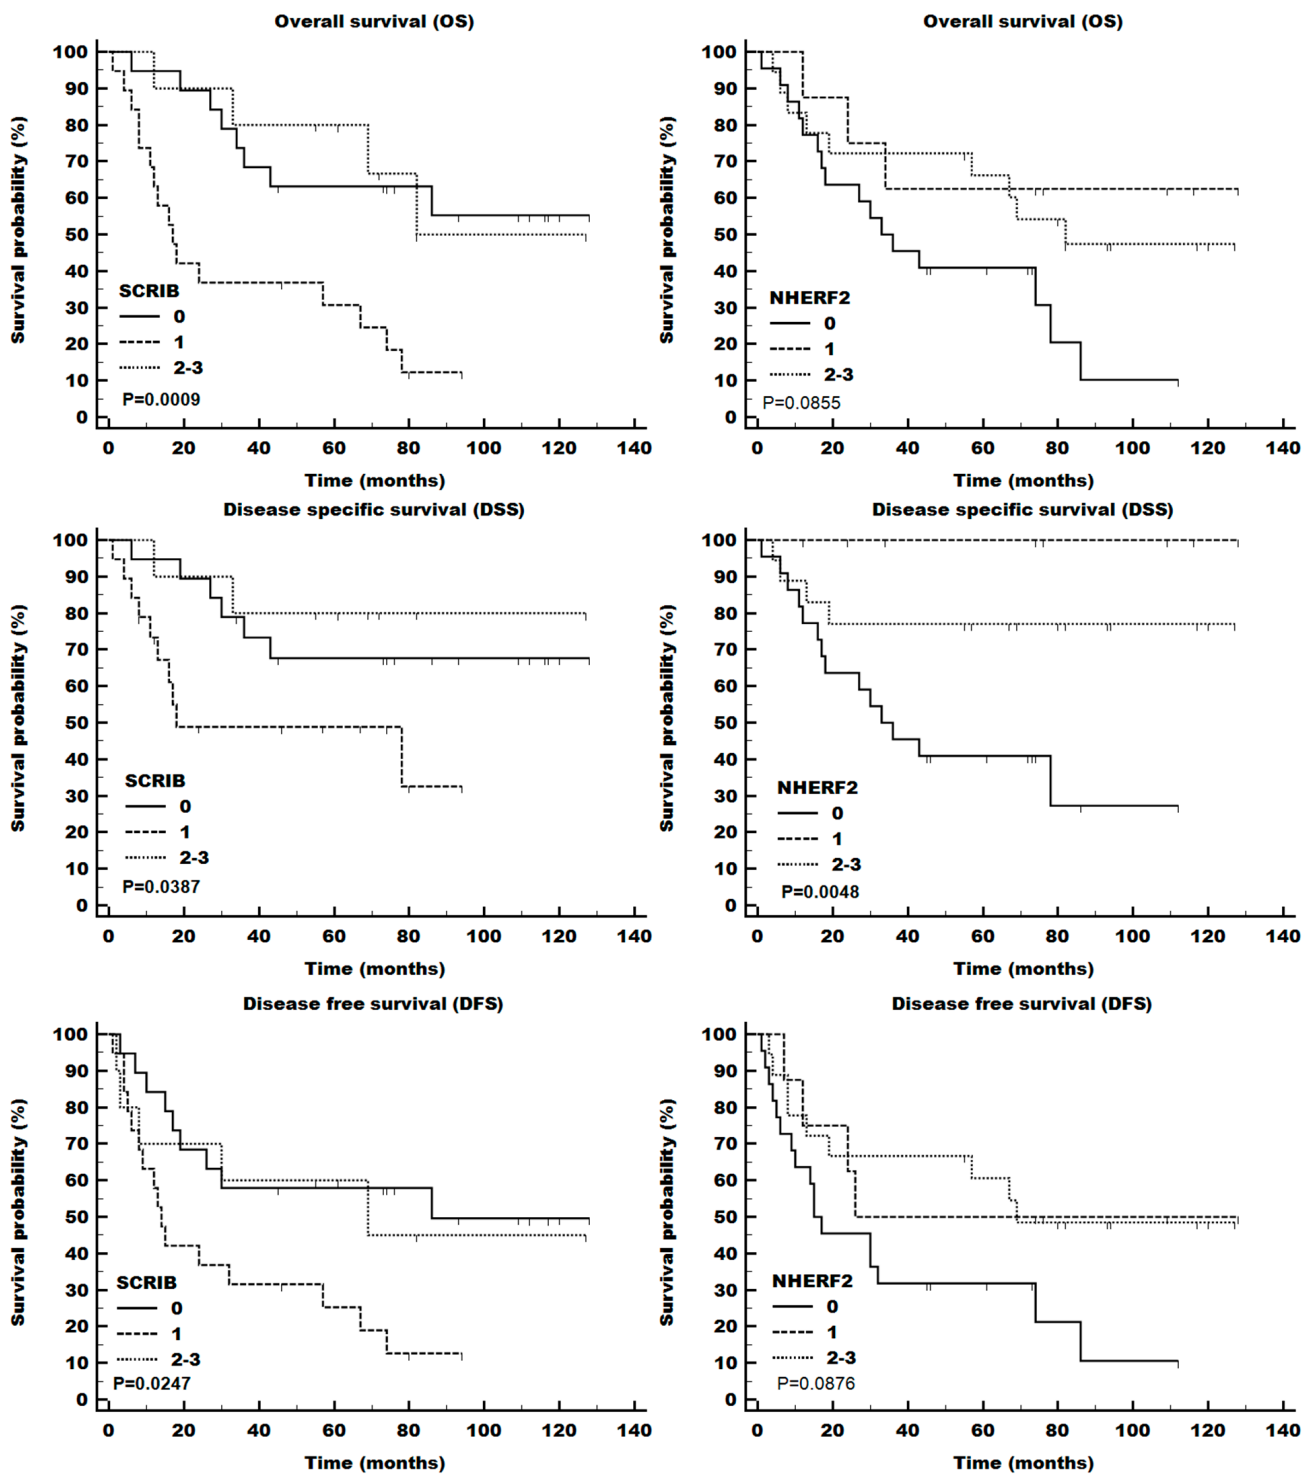 Overall survival (OS)
100
90
80
70
60
50
40
30
20
10
0
Survival probability (%)
SCRIB
0
1
2-3
P=0.0009
0 20 40 60 80 100 120 140
Time (months)
Overall survival (OS)
100
90
80
70
60
50
40
30
20
10
0
Survival probability (%)
NHERF2
0
1
2-3
P=0.0855
0 20 40 60 80 100 120 140
Time (months)
Disease specific survival (DSS)
100
90
80
70
60
50
40
30
20
10
0
Survival probability (%)
SCRIB
0
1
2-3
P=0.0387
0 20 40 60 80 100 120 140
Time (months)
Disease specific survival (DSS)
100
90
80
70
60
50
40
30
20
10
0
Survival probability (%)
NHERF2
0
1
2-3
P=0.0048
0 20 40 60 80 100 120 140
Time (months)
Disease free survival (DFS)
100
90
80
70
60
50
40
30
20
10
0
Survival probability (%)
SCRIB
0
1
2-3
P=0.0247
0 20 40 60 80 100 120 140
Time (months)
Disease free survival (DFS)
100
90
80
70
60
50
40
30
20
10
0
Survival probability (%)
NHERF2
0
1
2-3
P=0.0876
0 20 40 60 80 100 120 140
Time (months)